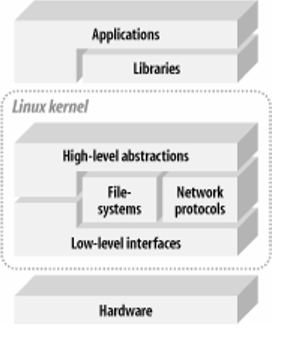 Applications
Libraries
Linux kernel
High-level abstractions
File-
systems
Network
protocols
Low-level interfaces
Hardware